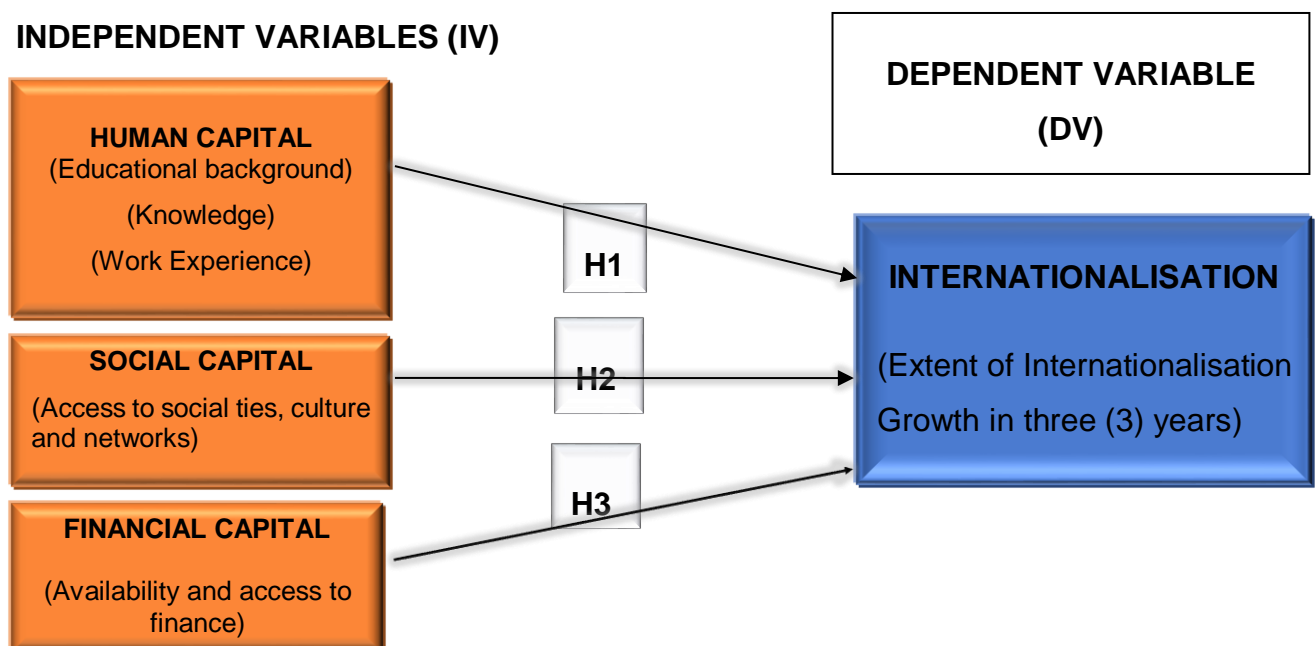 INDEPENDENT VARIABLES (IV)
HUMAN CAPITAL
(Educational background)
(Knowledge)
(Work Experience)
SOCIAL CAPITAL
(Access to social ties, culture
and networks)
FINANCIAL CAPITAL
(Availability and access to
finance)
H1
H2
H3
DEPENDENT VARIABLE
(DV)
INTERNATIONALISATION
(Extent of Internationalisation
Growth in three (3) years)